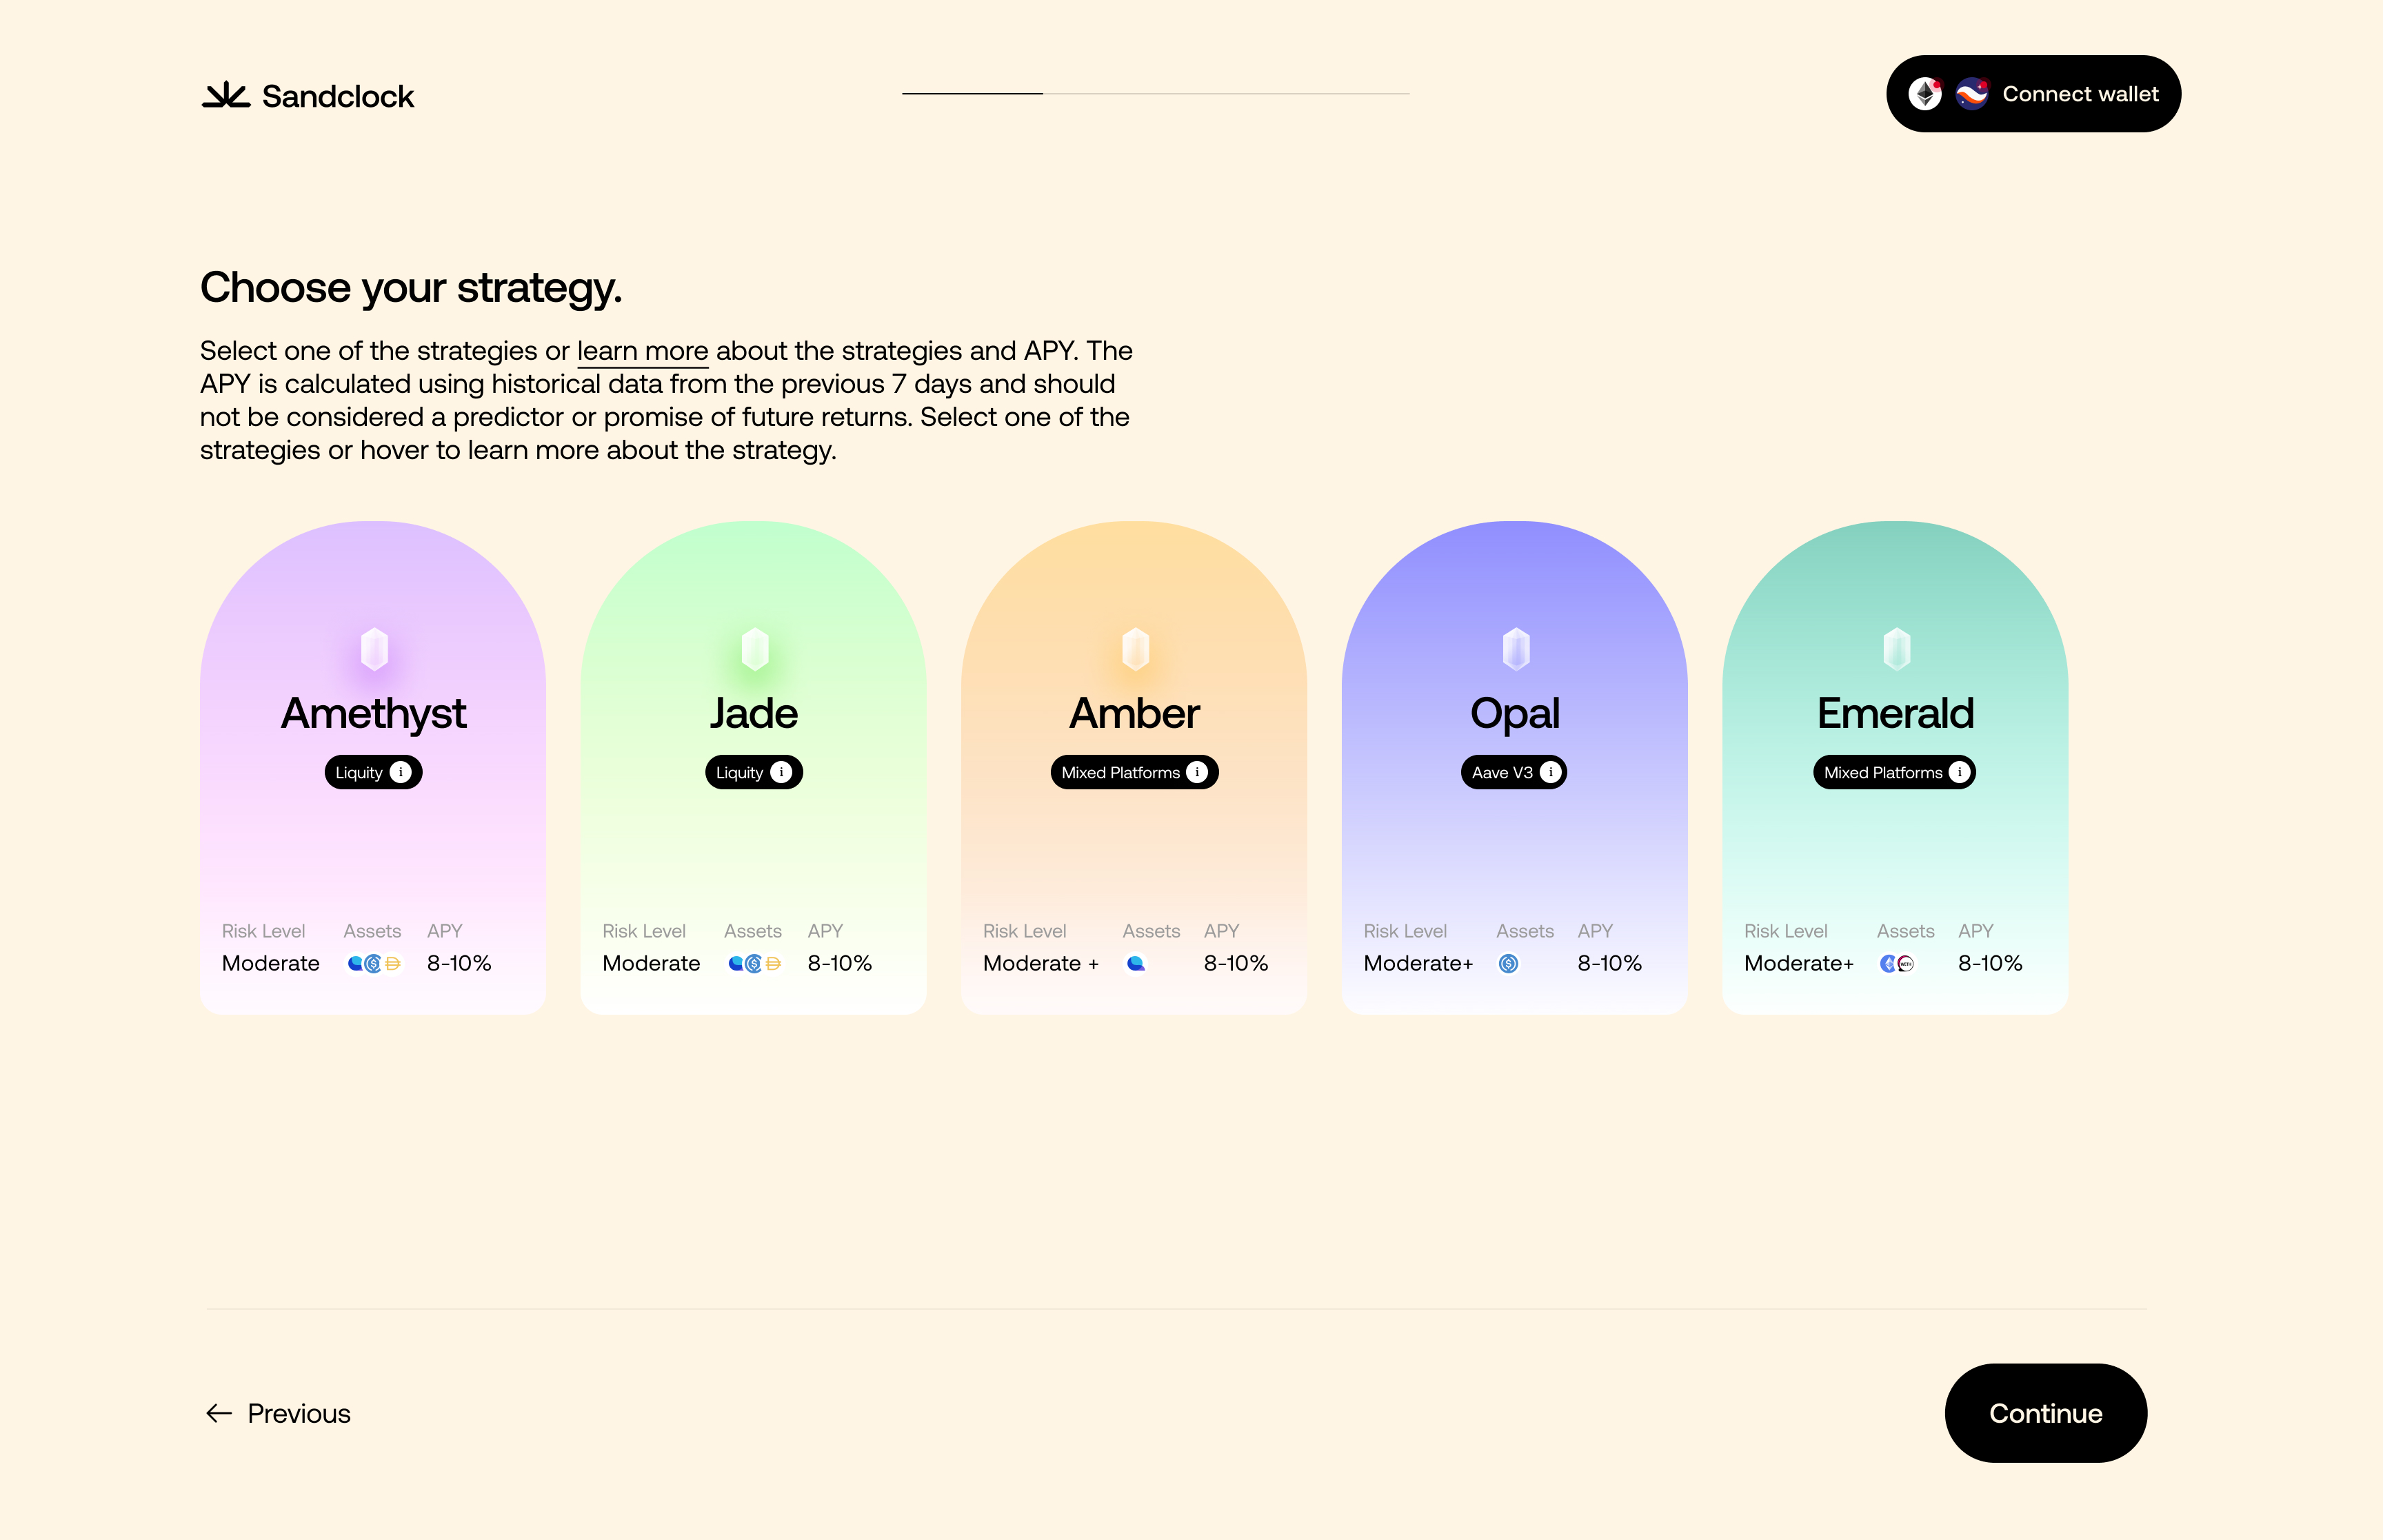 Sandclock
Connect wallet
Choose your strategy.
Select one of the strategies or learn more about the strategies and APY. The
APY is calculated using historical data from the previous 7 days and should
not be considered a predictor or promise of future returns. Select one of the
strategies or hover to learn more about the strategy.
Amethyst
Liquity i
Risk Level Assets APY
Moderate 8-10%
Jade
Liquity i
Risk Level Assets APY
Moderate 8-10%
Amber
Mixed Platforms i
Risk Level Assets APY
Moderate + 8-10%
Opal
Aave V3 i
Risk Level Assets APY
Moderate+ 8-10%
Emerald
Mixed Platforms i
Risk Level Assets APY
Moderate+ WETH 8-10%
Previous
Continue